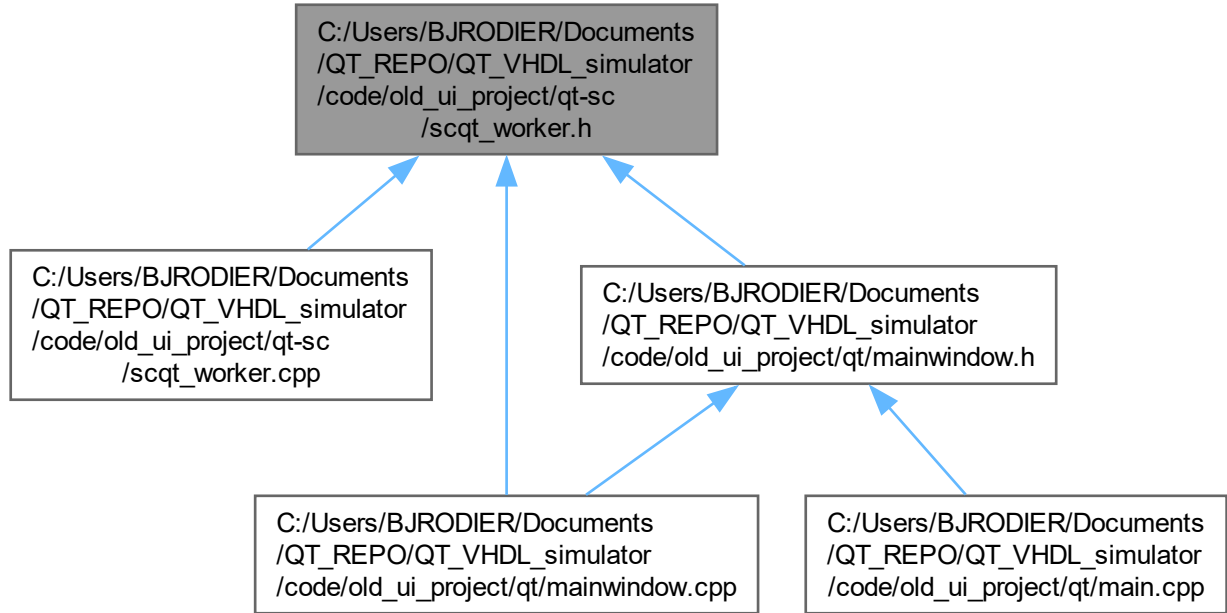 C:/Users/BJRODIER/Documents
/QT_REPO/QT_VHDL_simulator
/code/old_ui_project/qt-sc
/scqt_worker.h
C:/Users/BJRODIER/Documents
/QT_REPO/QT_VHDL_simulator
/code/old_ui_project/qt-sc
/scqt_worker.cpp
C:/Users/BJRODIER/Documents
/QT_REPO/QT_VHDL_simulator
/code/old_ui_project/qt/mainwindow.h
C:/Users/BJRODIER/Documents
/QT_REPO/QT_VHDL_simulator
/code/old_ui_project/qt/mainwindow.cpp
C:/Users/BJRODIER/Documents
/QT_REPO/QT_VHDL_simulator
/code/old_ui_project/qt/main.cpp